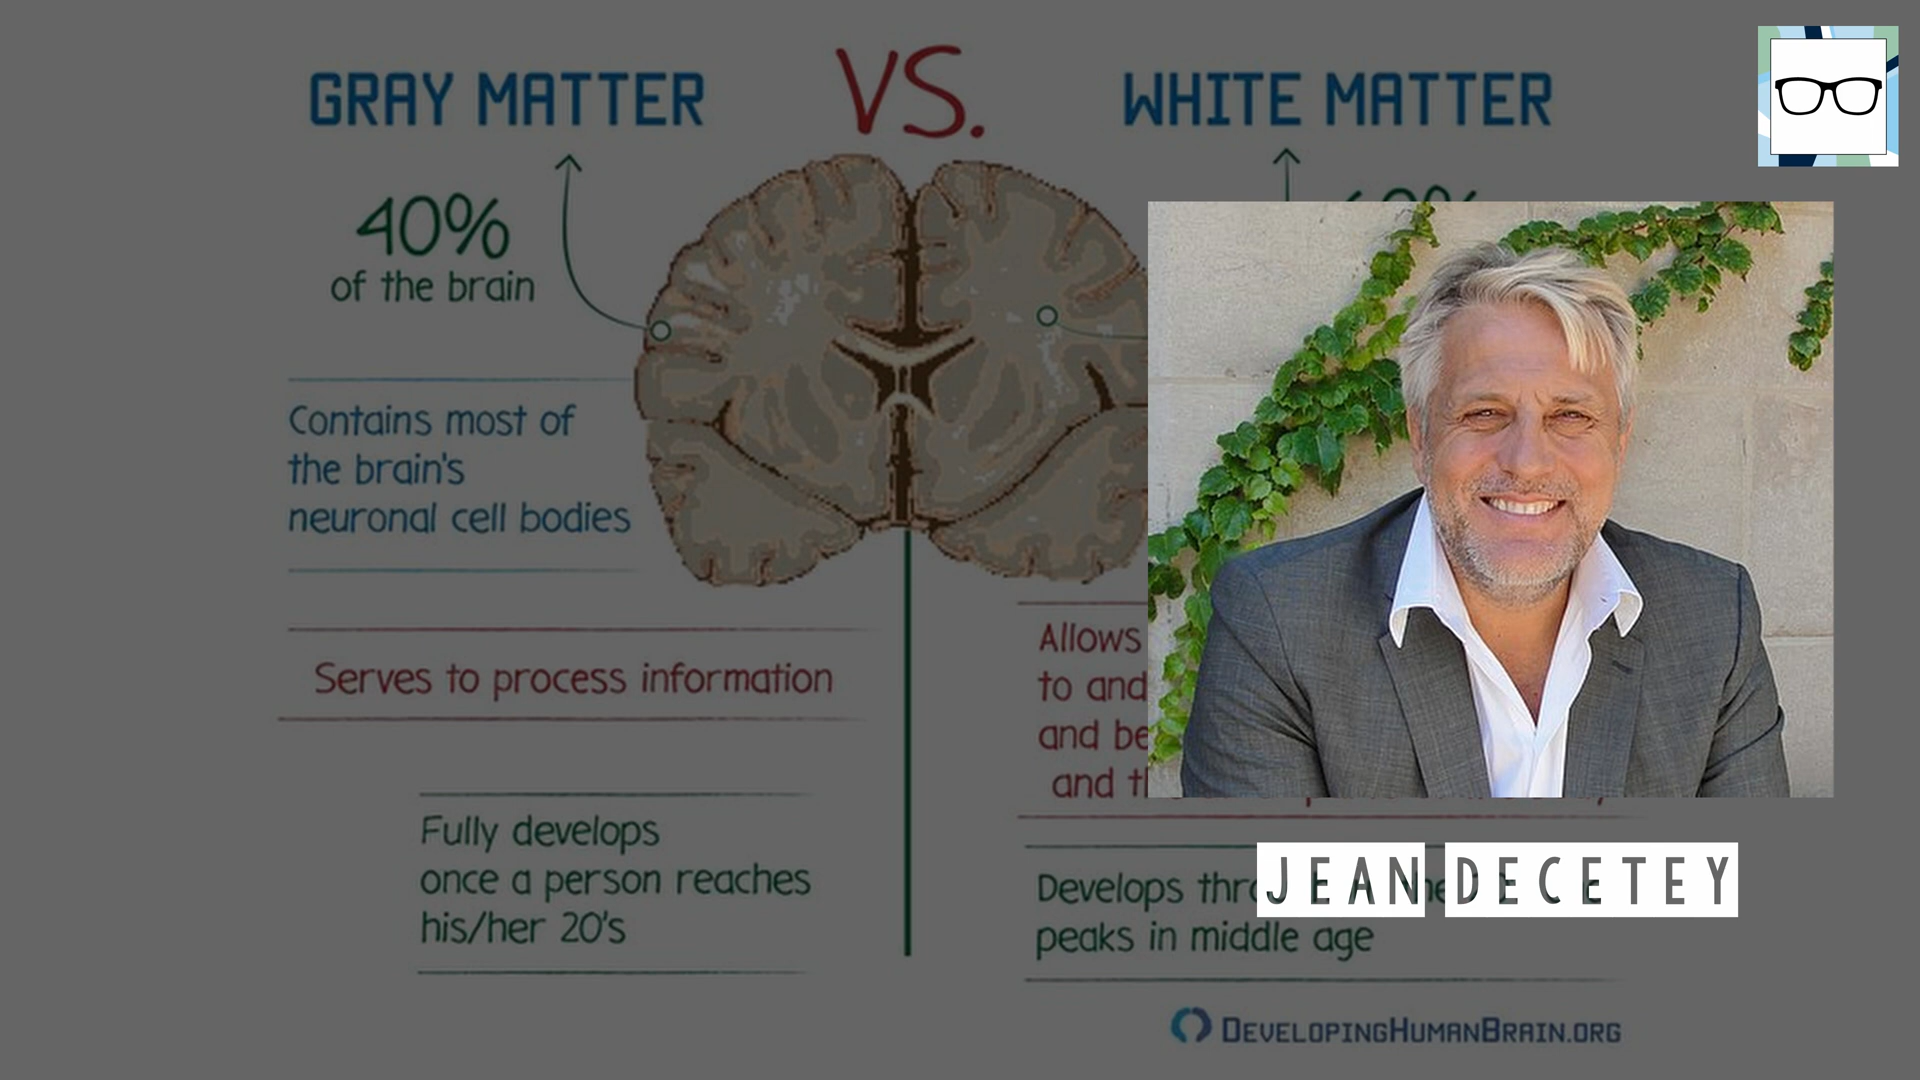 GRAY MATTER
VS.
WHITE MATTER
40%
of the brain
Contains most of
the brain's
neuronal cell bodies
Serves to process information
Fully develops
once a person reaches
his/her 20's
Allows
to and
and be
and
Develops
peaks in middle age
JEAN DECETEY
DEVELOPINGHUMANBRAIN.ORG